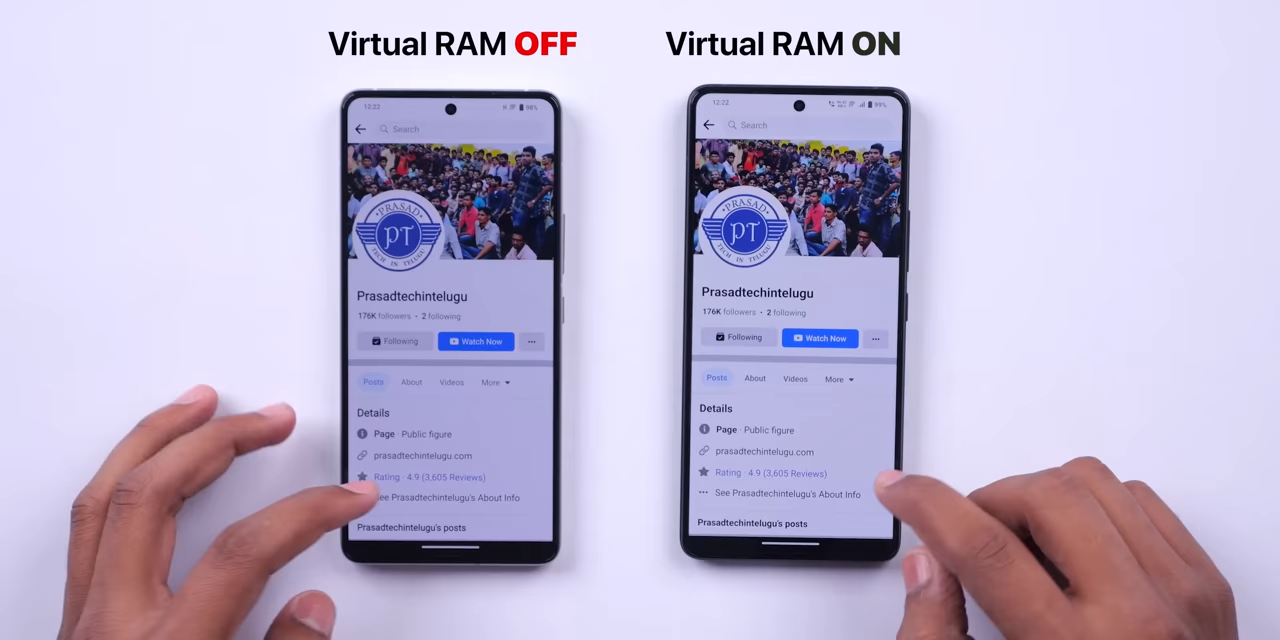 Virtual RAM OFF
12:22
98%
Search
PRASAD
PT
TECH IN TELUGU
Prasadtechintelugu
176K followers • 2 following
Following
Watch Now
Posts About Videos More
Details
Page · Public figure
prasadtechintelugu.com
Rating · 4.9 (3,605 Reviews)
See Prasadtechintelugu's About Info
Prasadtechintelugu's posts
Virtual RAM ON
12:22
99%
Search
PRASAD
PT
TECH IN TELUGU
Prasadtechintelugu
176K followers • 2 following
Following
Watch Now
Posts About Videos More
Details
Page · Public figure
prasadtechintelugu.com
Rating · 4.9 (3,605 Reviews)
See Prasadtechintelugu's About Info
Prasadtechintelugu's posts